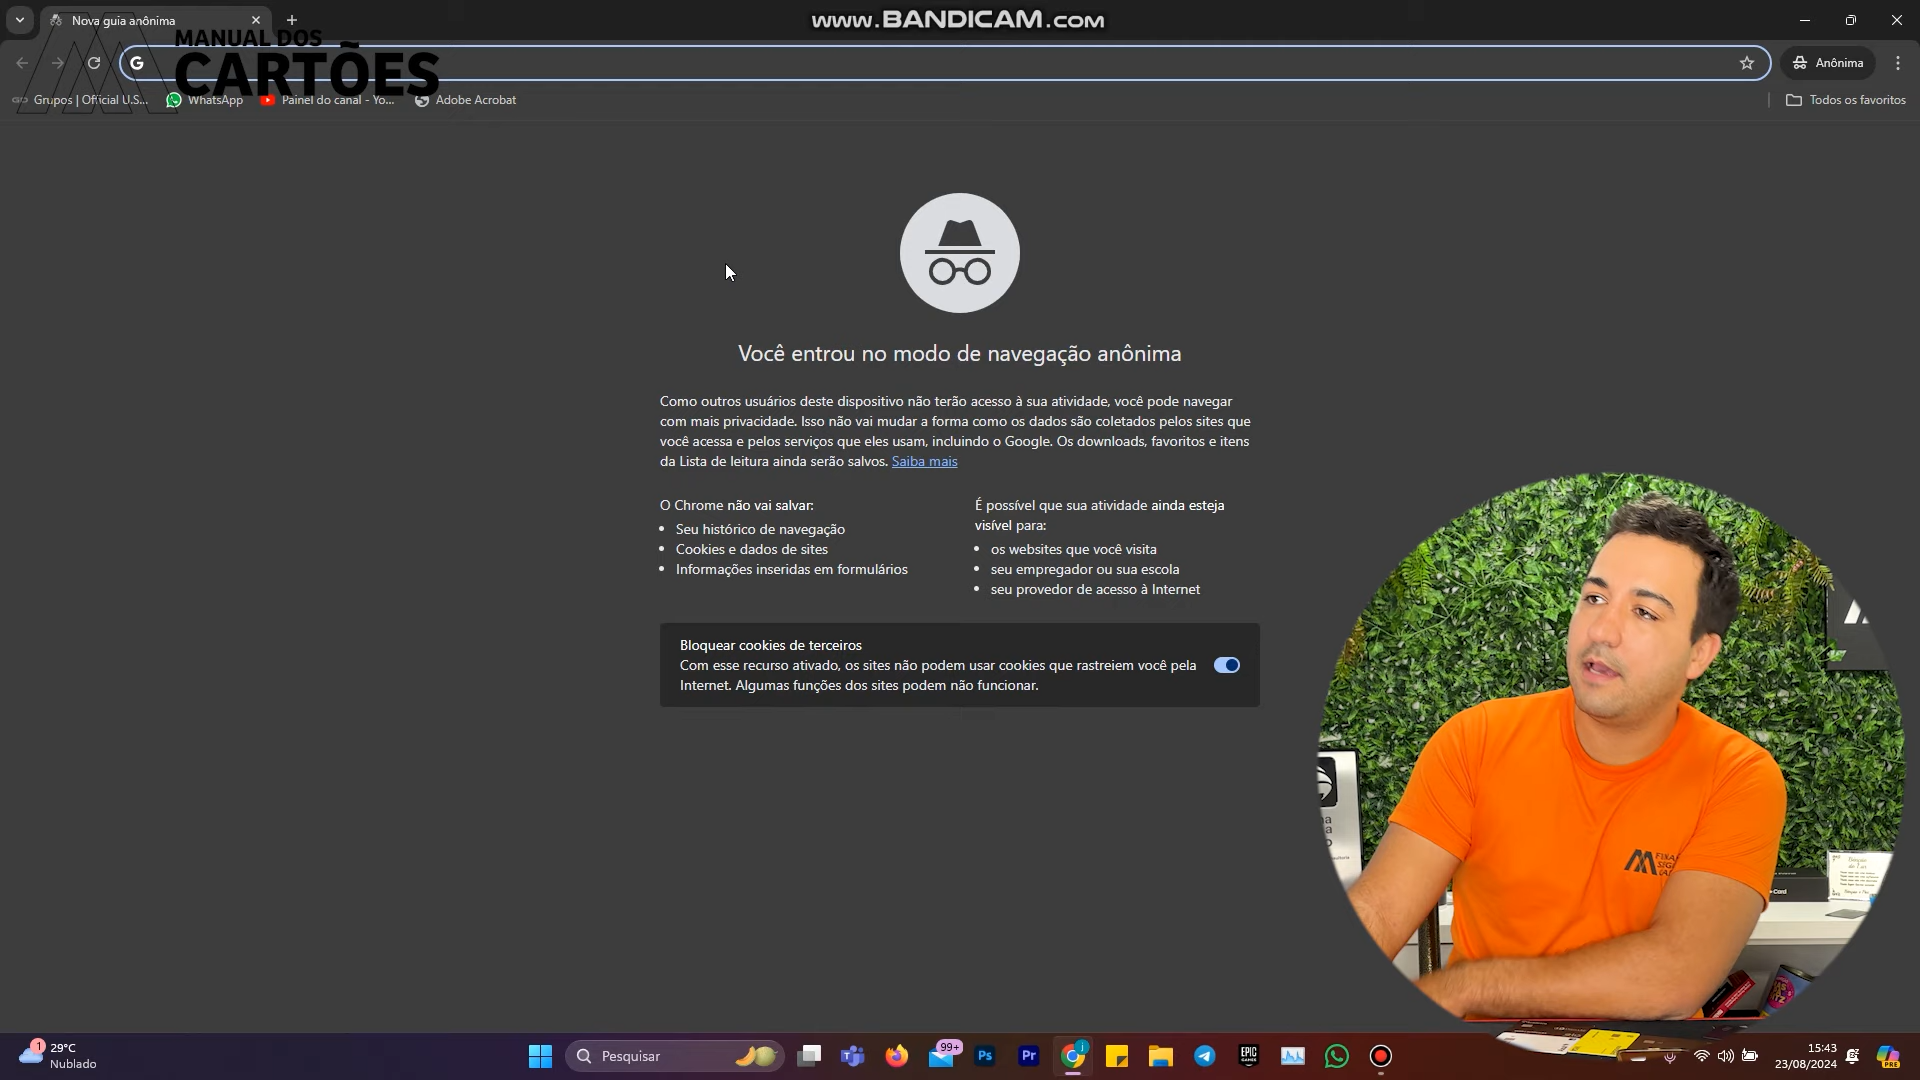 Nova guia anônima
www.BANDICAM.com
MANUAL DOS
CARTÕES
Anônima
Grupos | Official U.S...
WhatsApp
Painel do canal - Yo...
Adobe Acrobat
Todos os favoritos
Você entrou no modo de navegação anônima
Como outros usuários deste dispositivo não terão acesso à sua atividade, você pode navegar
com mais privacidade. Isso não vai mudar a forma como os dados são coletados pelos sites que
você acessa e pelos serviços que eles usam, incluindo o Google. Os downloads, favoritos e itens
da Lista de leitura ainda serão salvos. Saiba mais
O Chrome não vai salvar:
Seu histórico de navegação
Cookies e dados de sites
Informações inseridas em formulários
É possível que sua atividade ainda esteja
visível para:
os websites que você visita
seu empregador ou sua escola
seu provedor de acesso à Internet
Bloquear cookies de terceiros
Com esse recurso ativado, os sites não podem usar cookies que rastreiem você pela
Internet. Algumas funções dos sites podem não funcionar.
1
29°C
Nublado
Pesquisar
99+
Ps
Pr
j
EPIC
GAMES
15:43
23/08/2024
PRE